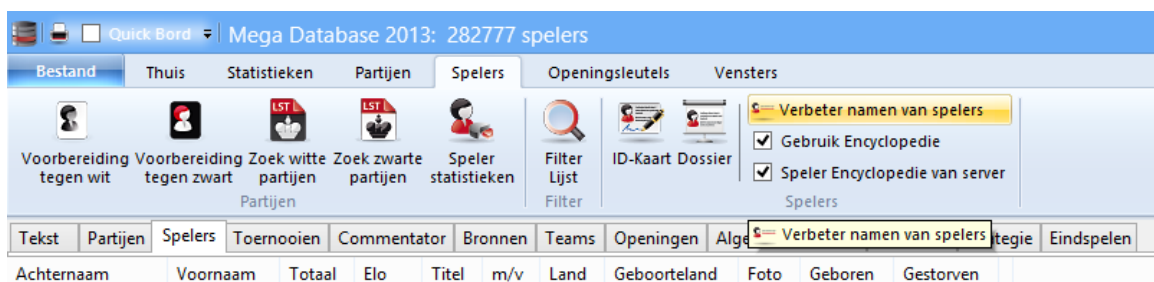 Quick Bord Mega Database 2013: 282777 spelers
Bestand Thuis Statistieken Partijen Spelers Openingsleutels Vensters
LST LST Verbeter namen van spelers
Gebruik Encyclopedie
Voorbereiding Voorbereiding Zoek witte Zoek zwarte Speler Filter ID-Kaart Dossier
tegen wit tegen zwart partijen partijen statistieken Lijst Speler Encyclopedie van server
Partijen Filter Spelers
Tekst Partijen Spelers Toernooien Commentator Bronnen Teams Openingen Verbeter namen van spelers Eindspelen
Achternaam Voornaam Totaal Elo Titel m/v Land Geboorteland Foto Geboren Gestorven